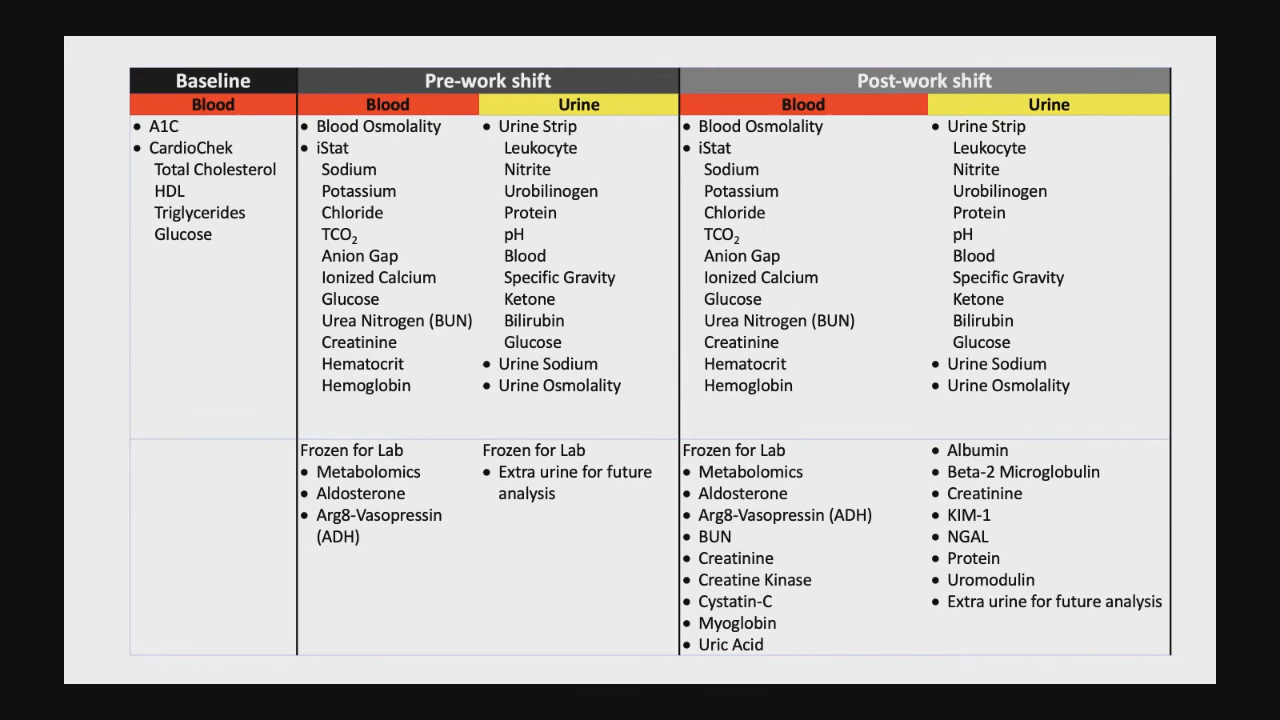 Baseline
Pre-work shift
Post-work shift
Blood
Blood
Urine
Blood
Urine
• A1C
• CardioChek
Total Cholesterol
HDL
Triglycerides
Glucose
• Blood Osmolality
• iStat
Sodium
Potassium
Chloride
TCO₂
Anion Gap
Ionized Calcium
Glucose
Urea Nitrogen (BUN)
Creatinine
Hematocrit
Hemoglobin
• Urine Strip
Leukocyte
Nitrite
Urobilinogen
Protein
pH
Blood
Specific Gravity
Ketone
Bilirubin
Glucose
• Urine Sodium
• Urine Osmolality
• Blood Osmolality
• iStat
Sodium
Potassium
Chloride
TCO₂
Anion Gap
Ionized Calcium
Glucose
Urea Nitrogen (BUN)
Creatinine
Hematocrit
Hemoglobin
• Urine Strip
Leukocyte
Nitrite
Urobilinogen
Protein
pH
Blood
Specific Gravity
Ketone
Bilirubin
Glucose
• Urine Sodium
• Urine Osmolality
Frozen for Lab
• Metabolomics
• Aldosterone
• Arg8-Vasopressin
(ADH)
Frozen for Lab
• Extra urine for future
analysis
Frozen for Lab
• Metabolomics
• Aldosterone
• Arg8-Vasopressin (ADH)
• BUN
• Creatinine
• Creatine Kinase
• Cystatin-C
• Myoglobin
• Uric Acid
• Albumin
• Beta-2 Microglobulin
• Creatinine
• KIM-1
• NGAL
• Protein
• Uromodulin
• Extra urine for future analysis